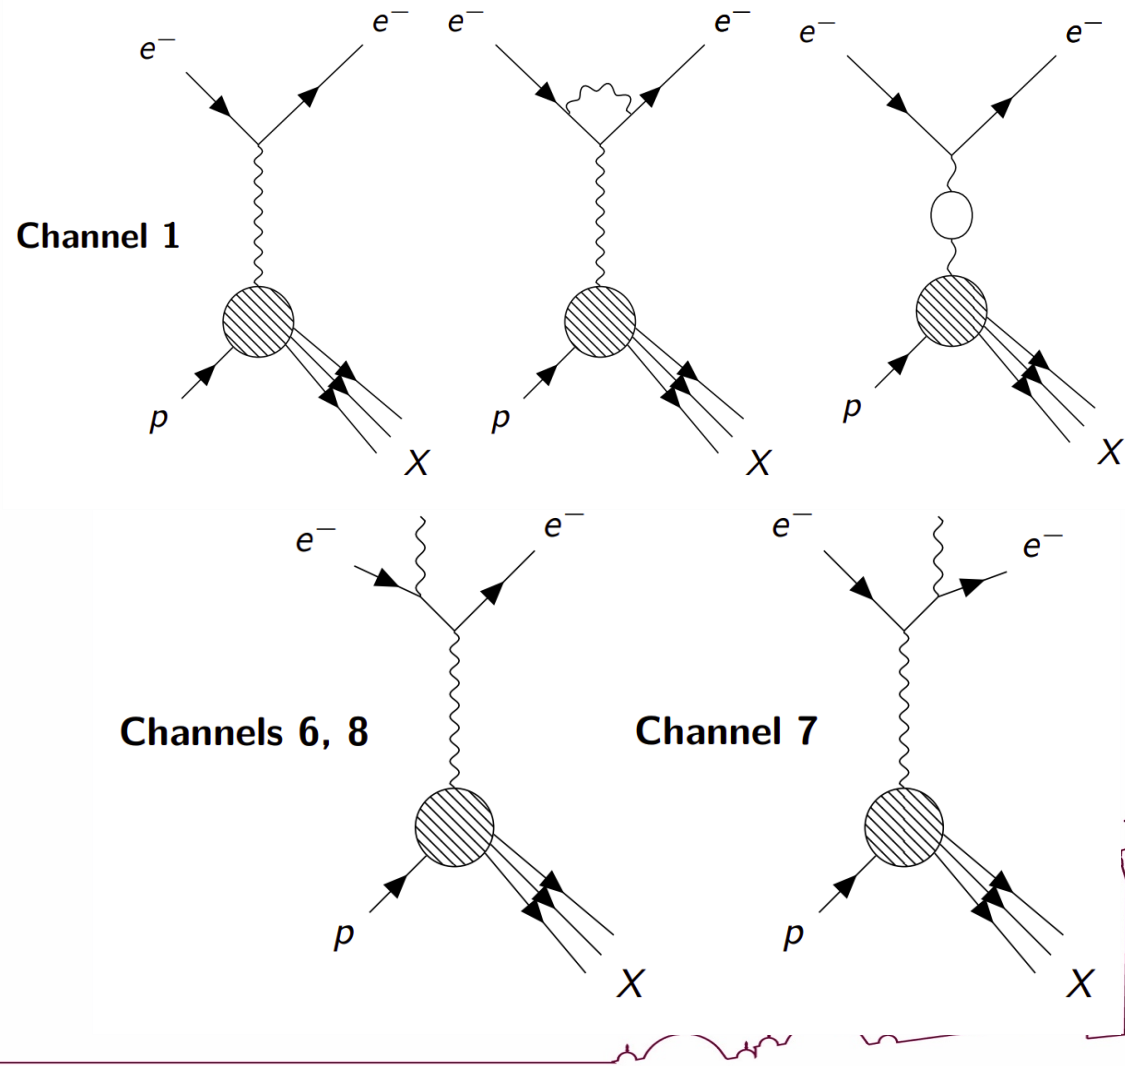 e⁻ e⁻ e⁻ e⁻ e⁻ e⁻
Channel 1
p p p
X X X
e⁻ e⁻ e⁻ e⁻
Channels 6, 8 Channel 7
p p
X X